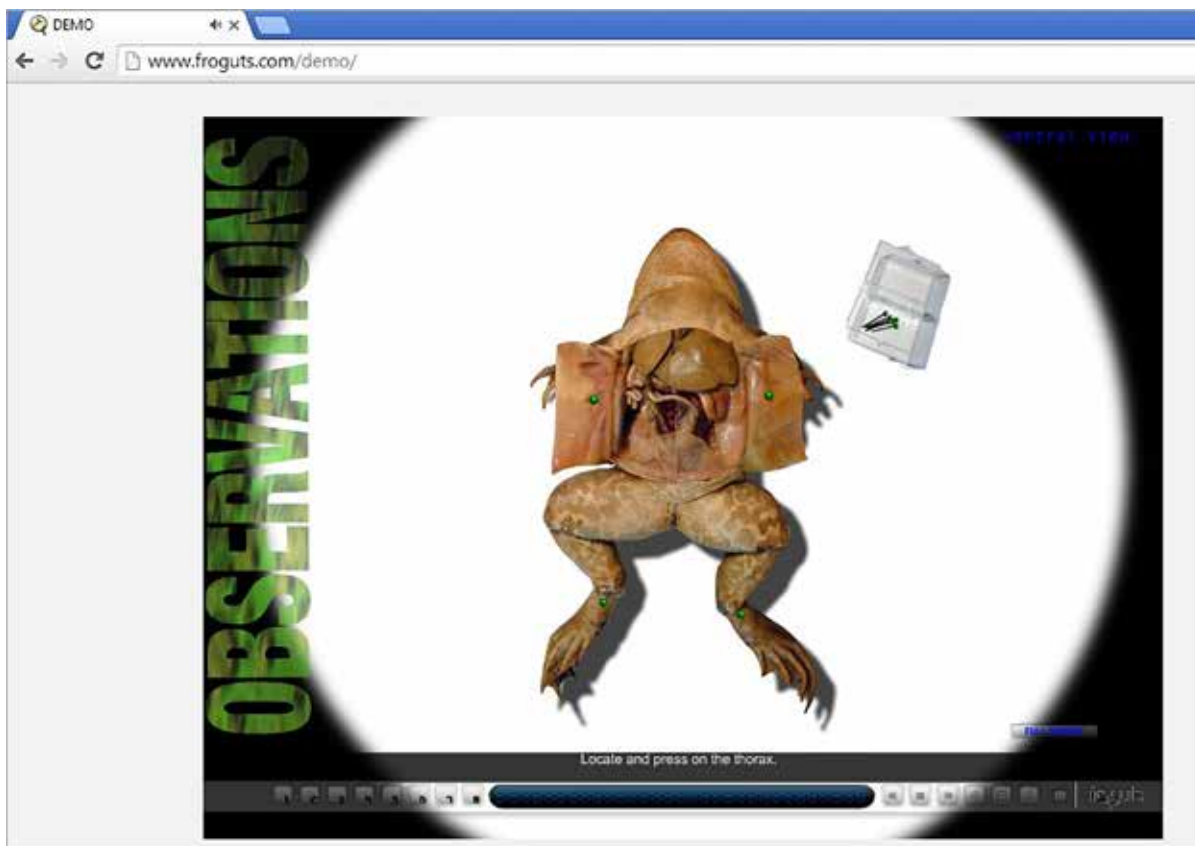 DEMO
www.froguts.com/demo/
OBSERVATIONS
Locate and press on the thorax.